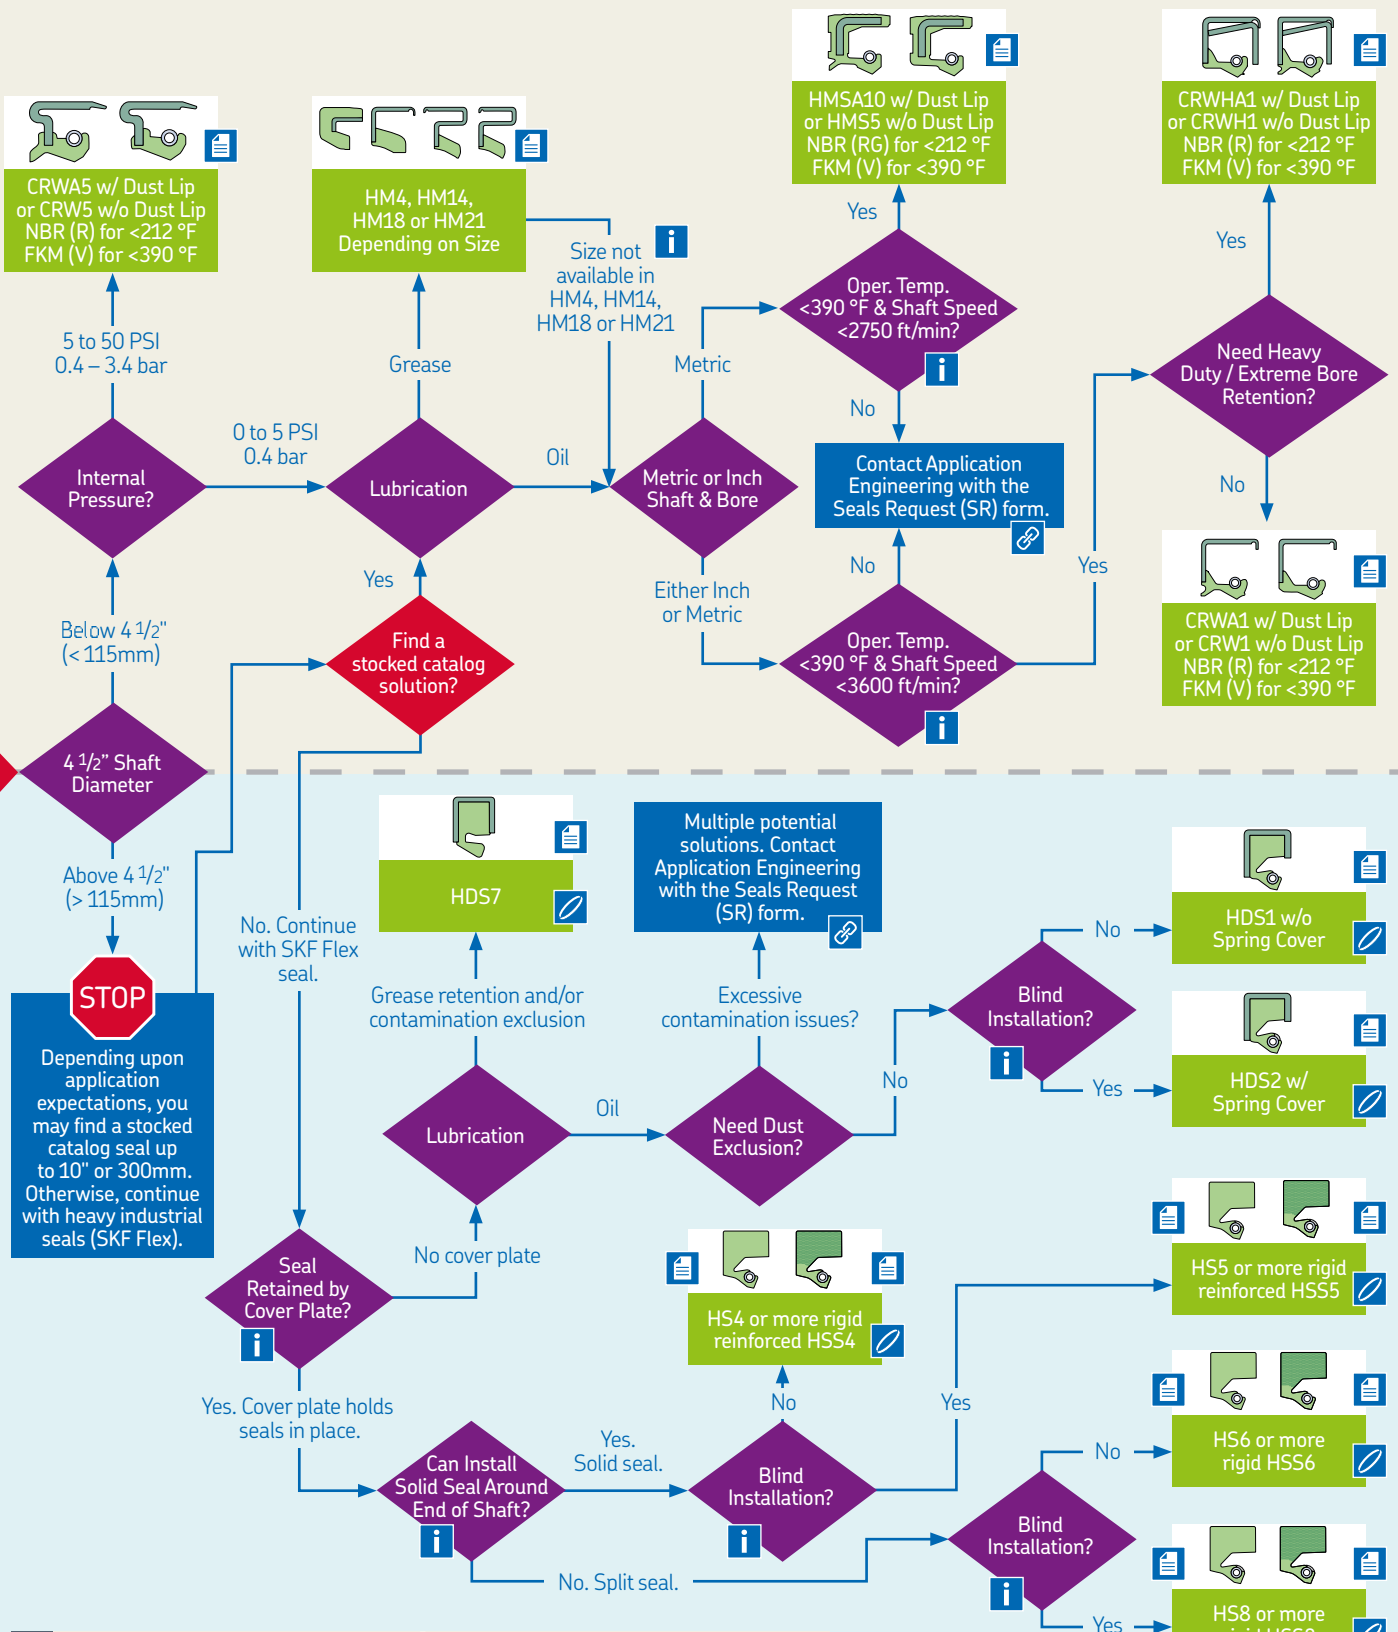 HMSA10 w/ Dust Lip
or HMS5 w/o Dust Lip
NBR (RG) for <212 °F
FKM (V) for <390 °F
CRWHA1 w/ Dust Lip
or CRWH1 w/o Dust Lip
NBR (R) for <212 °F
FKM (V) for <390 °F
CRWA5 w/ Dust Lip
or CRW5 w/o Dust Lip
NBR (R) for <212 °F
FKM (V) for <390 °F
HM4, HM14,
HM18 or HM21
Depending on Size
Size not
available in
HM4, HM14,
HM18 or HM21
i
Yes
Yes
Oper. Temp.
<390 °F & Shaft Speed
<2750 ft/min?
i
5 to 50 PSI
0.4 – 3.4 bar
Grease
Metric
Need Heavy
Duty / Extreme Bore
Retention?
No
0 to 5 PSI
0.4 bar
Oil
Internal
Pressure?
Lubrication
Metric or Inch
Shaft & Bore
Contact Application
Engineering with the
Seals Request (SR) form.
No
Yes
No
Yes
Either Inch
or Metric
Below 4 1/2"
(< 115mm)
Find a
stocked catalog
solution?
Oper. Temp.
<390 °F & Shaft Speed
<3600 ft/min?
i
CRWA1 w/ Dust Lip
or CRW1 w/o Dust Lip
NBR (R) for <212 °F
FKM (V) for <390 °F
4 1/2” Shaft
Diameter
Above 4 1/2"
(> 115mm)
HDS7
Multiple potential
solutions. Contact
Application Engineering
with the Seals Request
(SR) form.
No. Continue
with SKF Flex
seal.
No
HDS1 w/o
Spring Cover
STOP
Depending upon
application
expectations, you
may find a stocked
catalog seal up
to 10" or 300mm.
Otherwise, continue
with heavy industrial
seals (SKF Flex).
Grease retention and/or
contamination exclusion
Excessive
contamination issues?
Blind
Installation?
i
No
Yes
HDS2 w/
Spring Cover
Lubrication
Oil
Need Dust
Exclusion?
No cover plate
Seal
Retained by
Cover Plate?
i
HS5 or more rigid
reinforced HSS5
HS4 or more rigid
reinforced HSS4
Yes. Cover plate holds
seals in place.
No
Yes
Can Install
Solid Seal Around
End of Shaft?
i
Yes.
Solid seal.
Blind
Installation?
i
No
HS6 or more
rigid HSS6
Blind
Installation?
i
No. Split seal.
Yes
HS8 or more